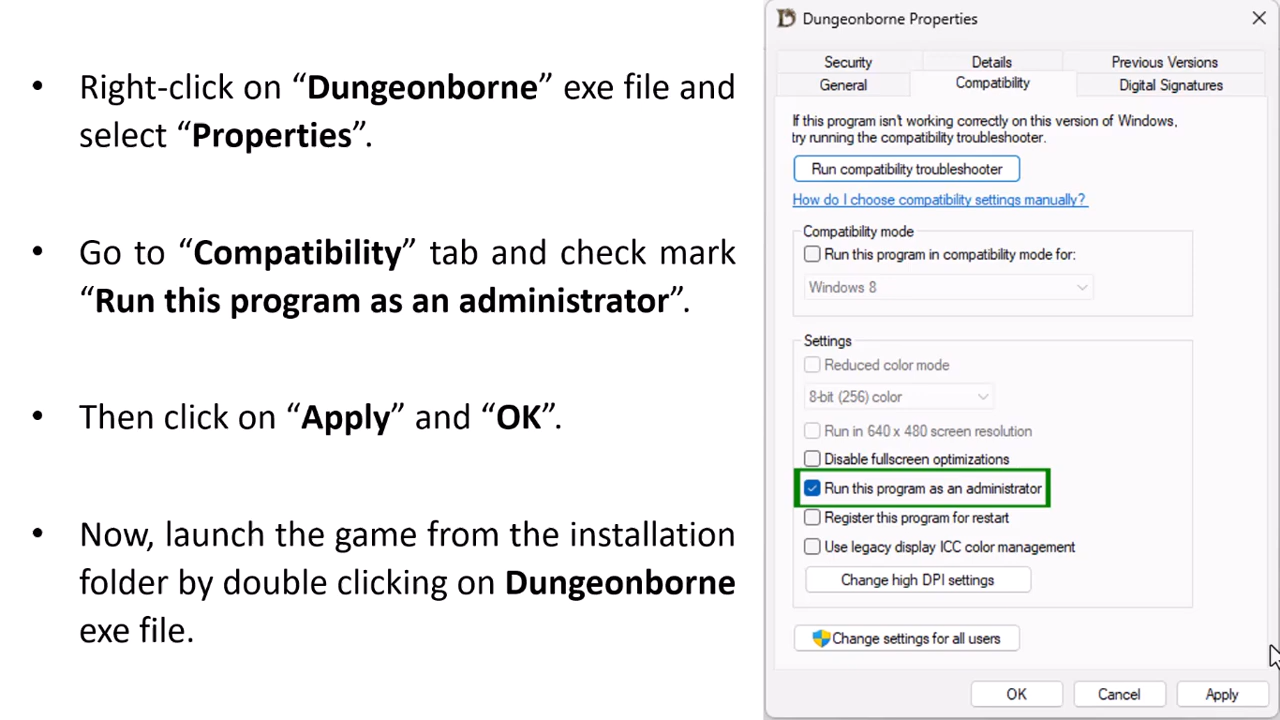 • Right-click on “Dungeonborne” exe file and
select “Properties”.
• Go to “Compatibility” tab and check mark
“Run this program as an administrator”.
• Then click on “Apply” and “OK”.
• Now, launch the game from the installation
folder by double clicking on Dungeonborne
exe file.
Dungeonborne Properties
Security Details Previous Versions
General Compatibility Digital Signatures
If this program isn't working correctly on this version of Windows,
try running the compatibility troubleshooter.
Run compatibility troubleshooter
How do I choose compatibility settings manually?
Compatibility mode
Run this program in compatibility mode for:
Windows 8
Settings
Reduced color mode
8-bit (256) color
Run in 640 x 480 screen resolution
Disable fullscreen optimizations
Run this program as an administrator
Register this program for restart
Use legacy display ICC color management
Change high DPI settings
Change settings for all users
OK Cancel Apply